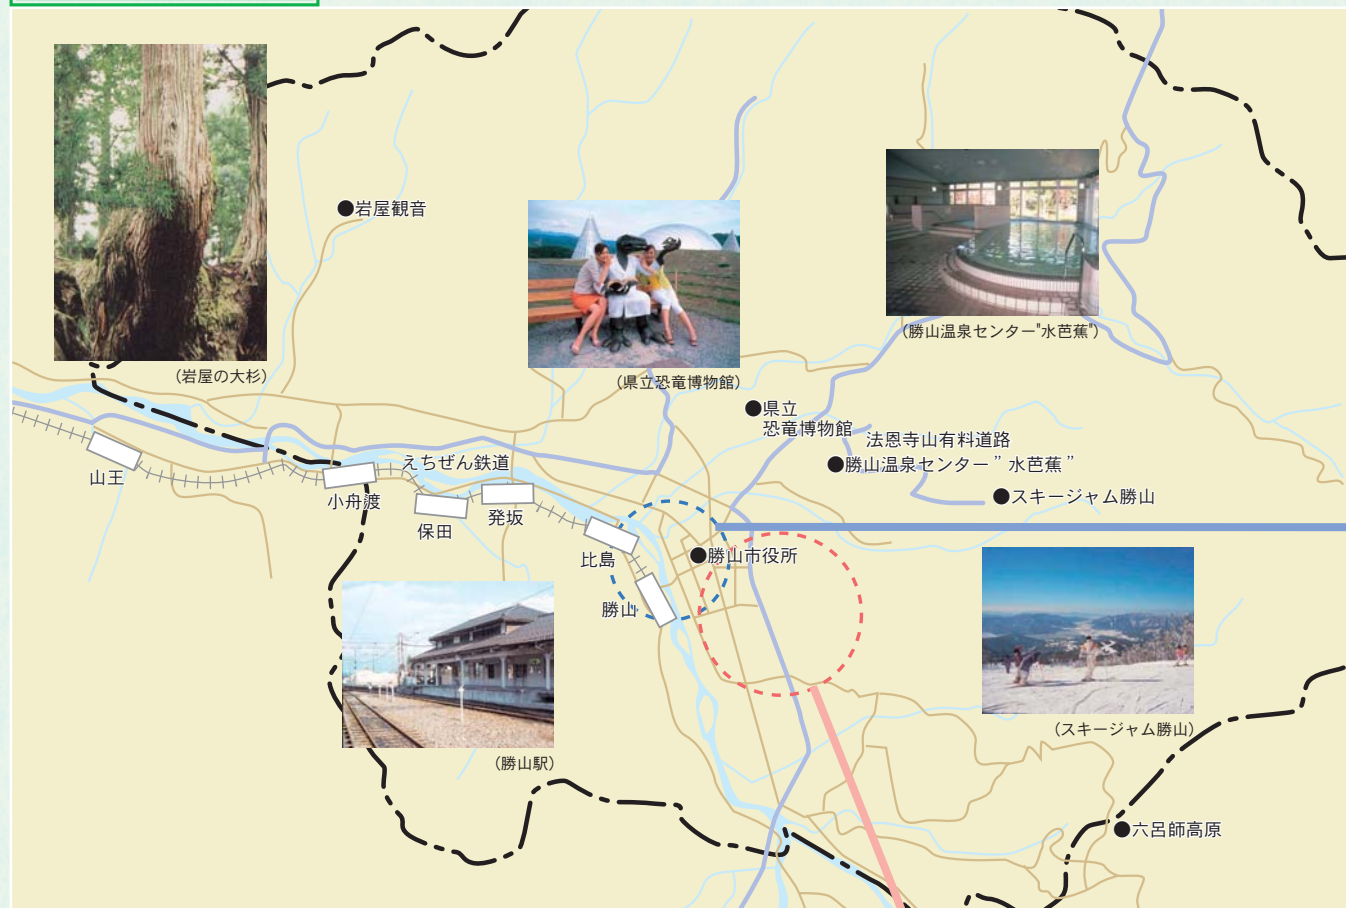 岩屋観音
(岩屋の大杉)
(県立恐竜博物館)
(勝山温泉センター"水芭蕉")
県立
恐竜博物館
法恩寺山有料道路
勝山温泉センター”水芭蕉”
スキージャム勝山
えちぜん鉄道
山王
小舟渡
保田
発坂
比島
勝山市役所
勝山
(スキージャム勝山)
(勝山駅)
六呂師高原